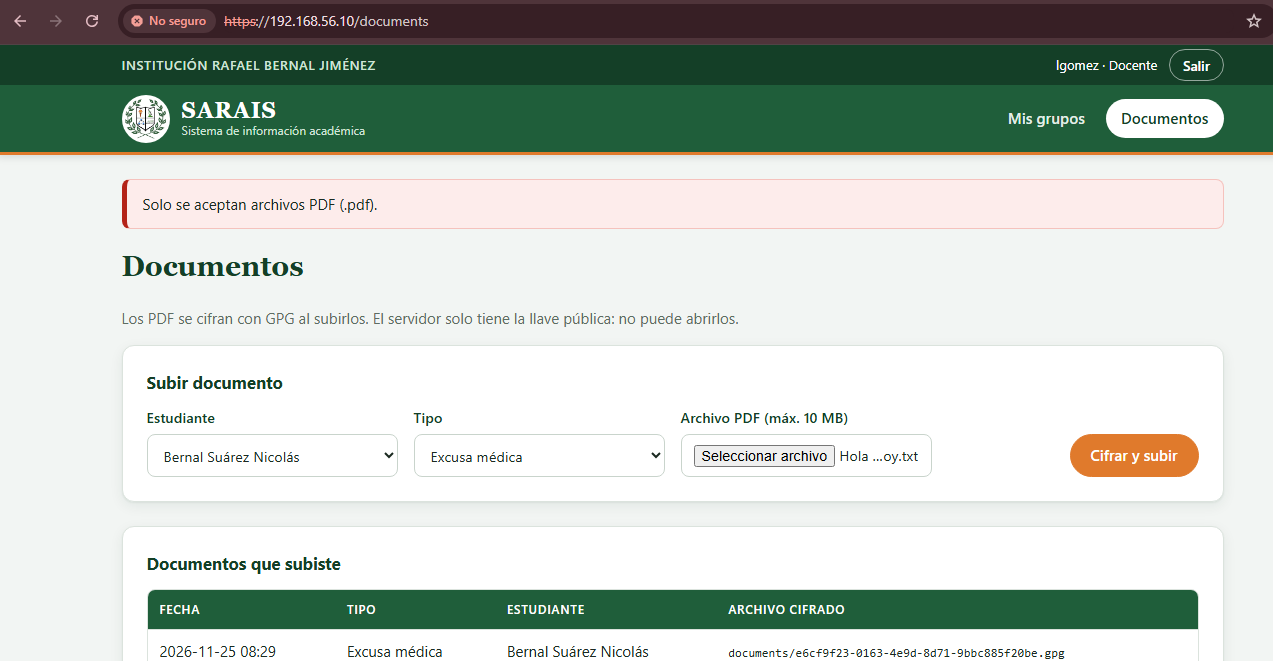 No seguro https://192.168.56.10/documents
INSTITUCIÓN RAFAEL BERNAL JIMÉNEZ lgomez · Docente Salir
SARAIS
Sistema de información académica
Mis grupos Documentos
Solo se aceptan archivos PDF (.pdf).
Documentos
Los PDF se cifran con GPG al subirlos. El servidor solo tiene la llave pública: no puede abrirlos.
Subir documento
Estudiante Tipo Archivo PDF (máx. 10 MB)
Bernal Suárez Nicolás Excusa médica Seleccionar archivo Hola ...oy.txt Cifrar y subir
Documentos que subiste
FECHA TIPO ESTUDIANTE ARCHIVO CIFRADO
2026-11-25 08:29 Excusa médica Bernal Suárez Nicolás documents/e6cf9f23-0163-4e9d-8d71-9bbc885f20be.gpg